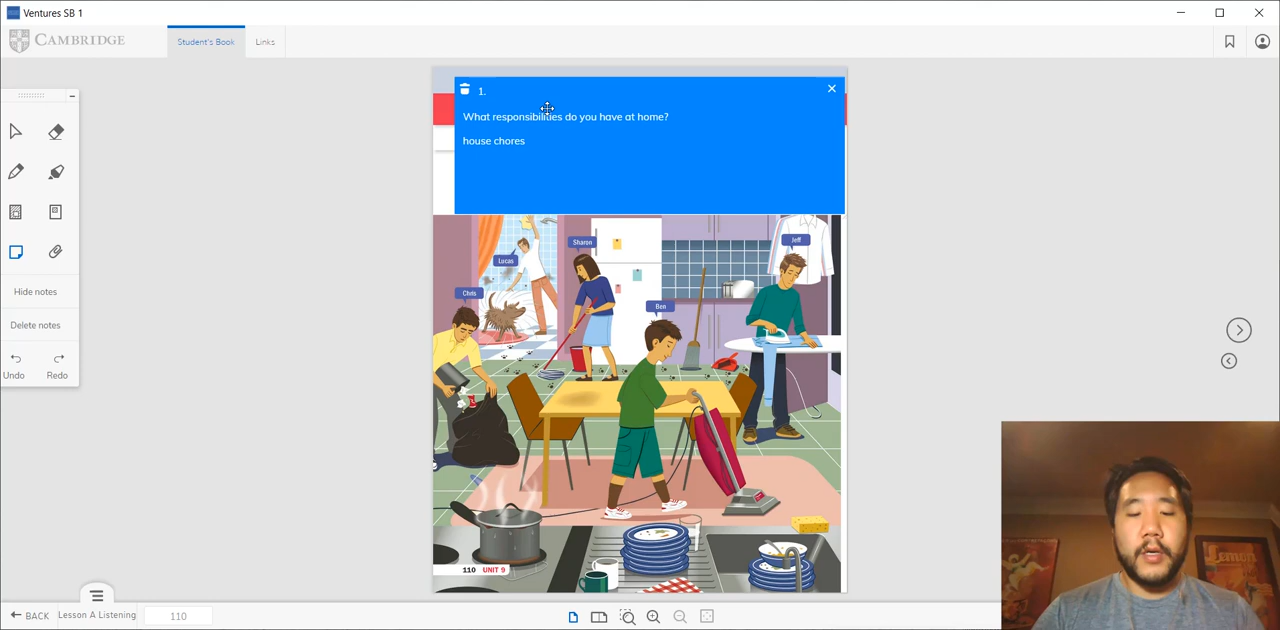 Ventures SB 1
CAMBRIDGE
Student's Book
Links
1.
What responsibilities do you have at home?
house chores
Lucas
Sharon
Jeff
Chris
Ben
Hide notes
Delete notes
Undo
Redo
110 UNIT 9
Lemon
BACK
Lesson A Listening
110